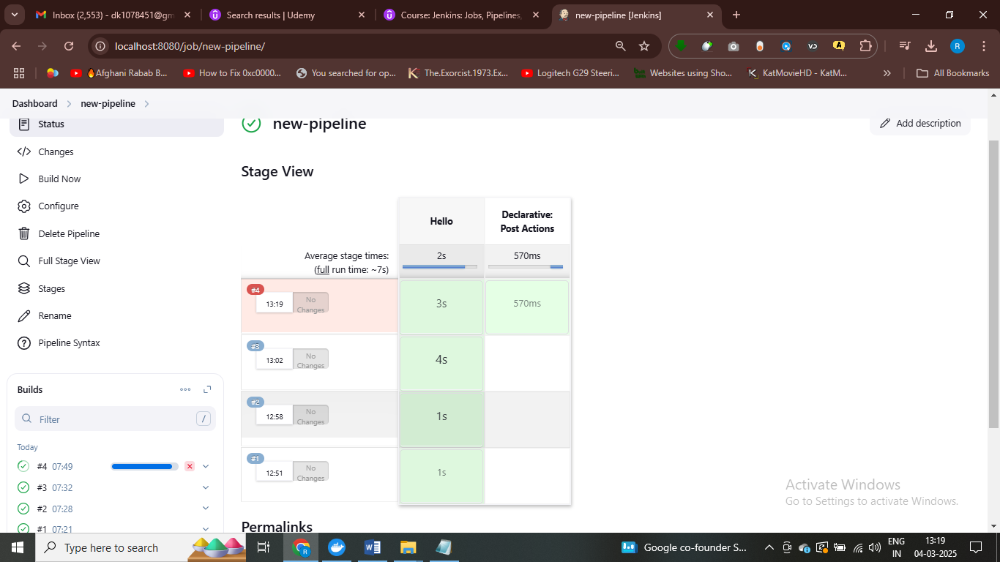 Inbox (2,553) - dk1078451@gm
Search results | Udemy
Course: Jenkins: Jobs, Pipelines,
new-pipeline [Jenkins]
localhost:8080/job/new-pipeline/
VD
A
R
🔥Afghani Rabab B...
How to Fix 0xc0000...
You searched for op...
The.Exorcist.1973.Ex...
Logitech G29 Steeri...
Websites using Sho...
KatMovieHD - KatM...
All Bookmarks
Dashboard
new-pipeline
Status
Changes
Build Now
Configure
Delete Pipeline
Full Stage View
Stages
Rename
Pipeline Syntax
Builds
Filter
/
Today
#4 07:49
#3 07:32
#2 07:28
#1 07:21
new-pipeline
Add description
Stage View
Hello
Declarative:
Post Actions
Average stage times:
2s
570ms
(full run time: ~7s)
#4
13:19
No
Changes
3s
570ms
#3
13:02
No
Changes
4s
#2
12:58
No
Changes
1s
#1
12:51
No
Changes
1s
Permalinks
Activate Windows
Go to Settings to activate Windows.
Type here to search
Google co-founder S...
ENG
IN
13:19
04-03-2025